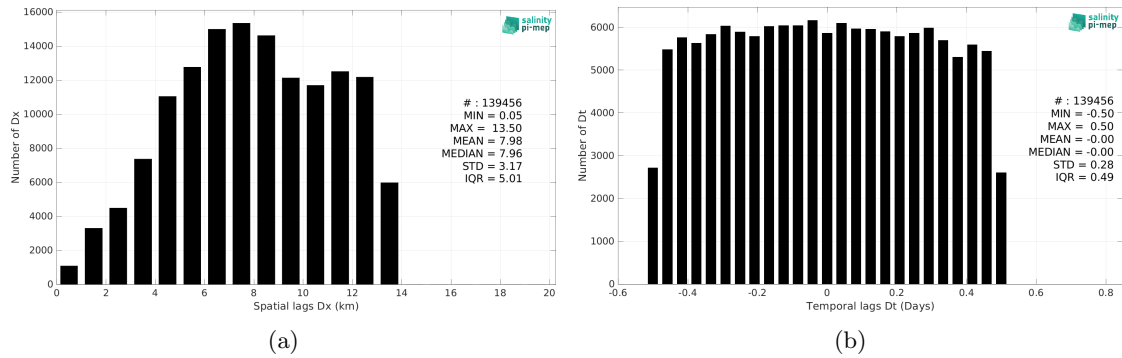 16000
14000
12000
10000
8000
6000
4000
2000
0
Number of Dx
salinity
pi-mep
# : 139456
MIN = 0.05
MAX = 13.50
MEAN = 7.98
MEDIAN = 7.96
STD = 3.17
IQR = 5.01
0 2 4 6 8 10 12 14 16 18 20
Spatial lags Dx (km)
(a)
6000
5000
4000
3000
2000
1000
0
Number of Dt
salinity
pi-mep
# : 139456
MIN = -0.50
MAX = 0.50
MEAN = -0.00
MEDIAN = -0.00
STD = 0.28
IQR = 0.49
-0.6 -0.4 -0.2 0 0.2 0.4 0.6 0.8
Temporal lags Dt (Days)
(b)